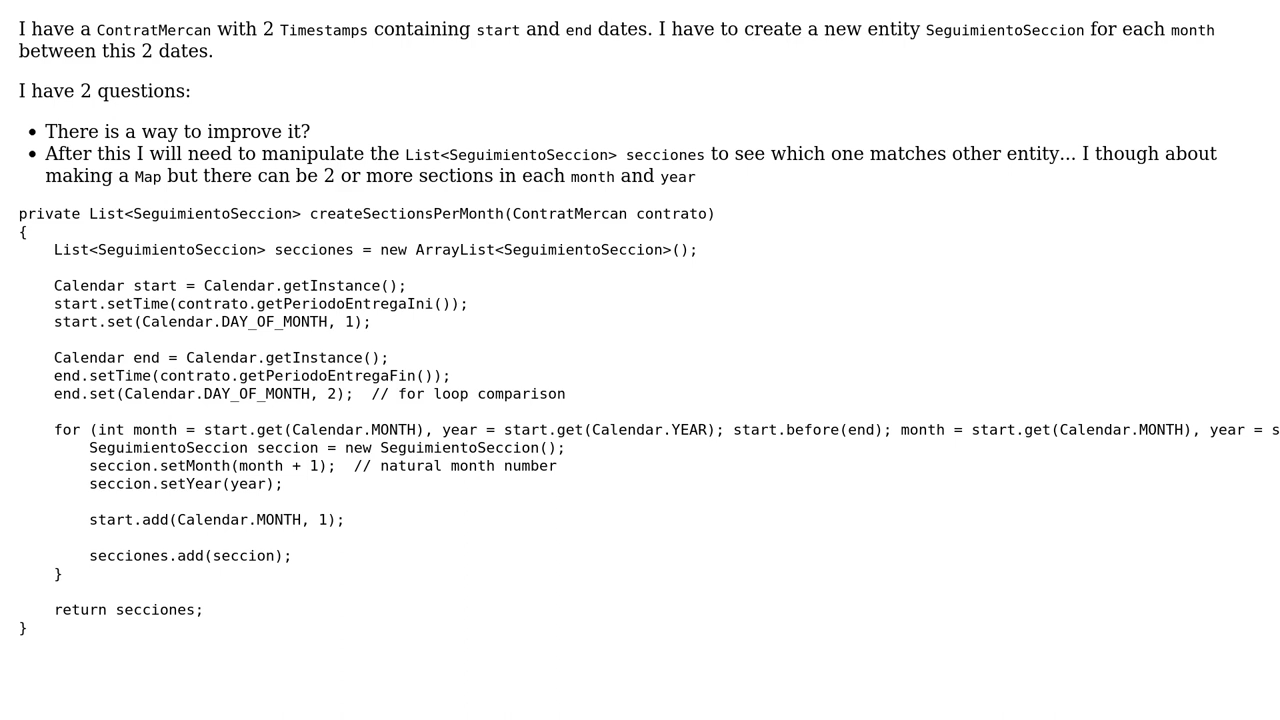 I have a ContratMercan with 2 Timestamps containing start and end dates. I have to create a new entity SeguimientoSeccion for each month
between this 2 dates.
I have 2 questions:
• There is a way to improve it?
• After this I will need to manipulate the List<SeguimientoSeccion> secciones to see which one matches other entity... I though about
making a Map but there can be 2 or more sections in each month and year
private List<SeguimientoSeccion> createSectionsPerMonth(ContratMercan contrato)
{
    List<SeguimientoSeccion> secciones = new ArrayList<SeguimientoSeccion>();
    Calendar start = Calendar.getInstance();
    start.setTime(contrato.getPeriodoEntregaIni());
    start.set(Calendar.DAY_OF_MONTH, 1);
    Calendar end = Calendar.getInstance();
    end.setTime(contrato.getPeriodoEntregaFin());
    end.set(Calendar.DAY_OF_MONTH, 2);  // for loop comparison
    for (int month = start.get(Calendar.MONTH), year = start.get(Calendar.YEAR); start.before(end); month = start.get(Calendar.MONTH), year = s
        SeguimientoSeccion seccion = new SeguimientoSeccion();
        seccion.setMonth(month + 1);  // natural month number
        seccion.setYear(year);
        start.add(Calendar.MONTH, 1);
        secciones.add(seccion);
    }
    return secciones;
}